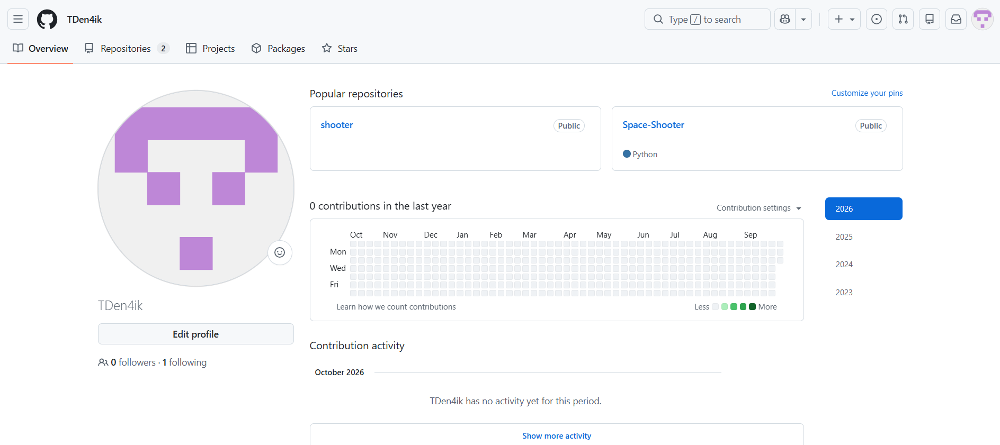 TDen4ik
Type / to search
Overview
Repositories 2
Projects
Packages
Stars
Popular repositories
Customize your pins
shooter
Public
Space-Shooter
Public
Python
0 contributions in the last year
Contribution settings
2026
2025
2024
2023
Oct Nov Dec Jan Feb Mar Apr May Jun Jul Aug Sep
Mon
Wed
Fri
Learn how we count contributions
Less More
TDen4ik
Edit profile
0 followers · 1 following
Contribution activity
October 2026
TDen4ik has no activity yet for this period.
Show more activity